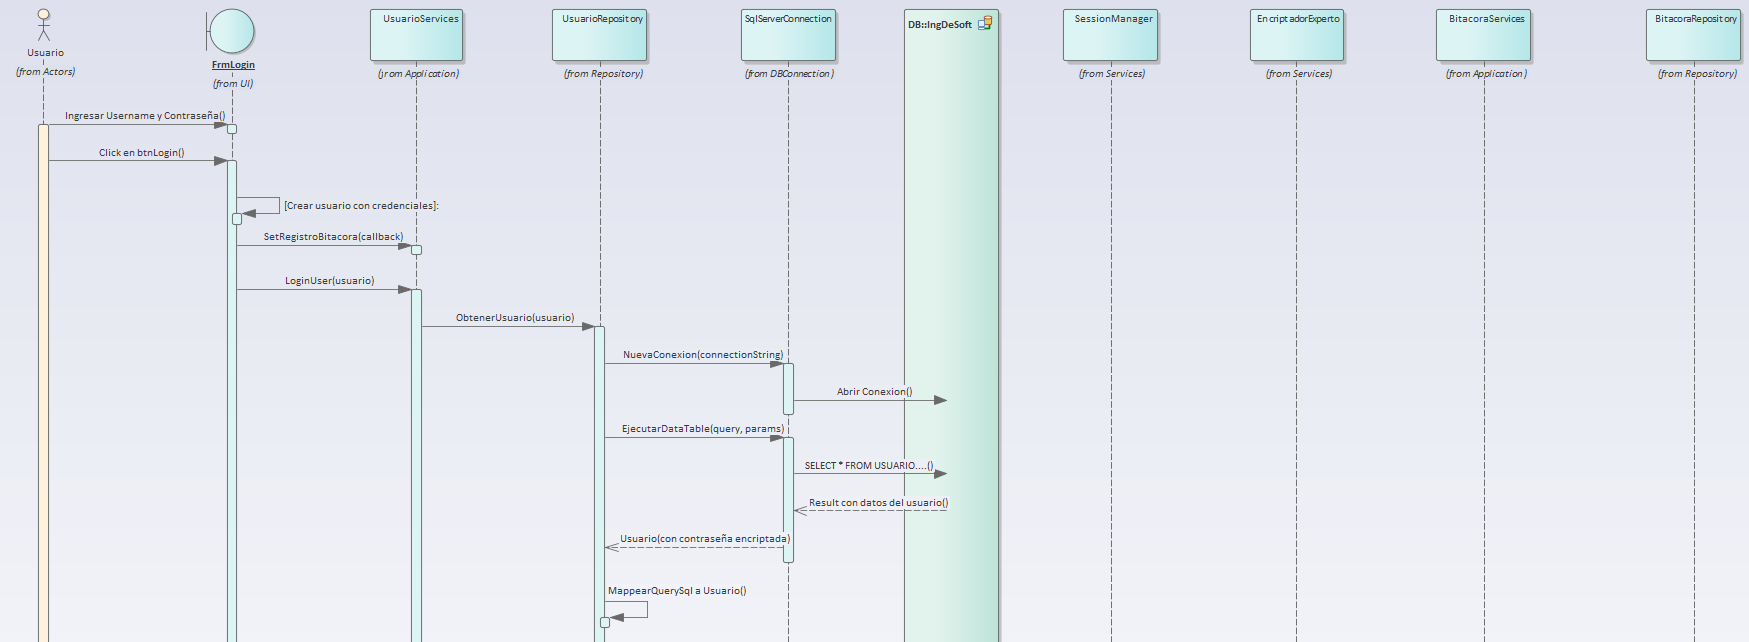 UsuarioServices
UsuarioRepository
SqlServerConnection
DB::IngDeSoft
SessionManager
EncriptadorExperto
BitacoraServices
BitacoraRepository
Usuario
(from Actors)
FrmLogin
(from UI)
(from Application)
(from Repository)
(from DBConnection)
(from Services)
(from Services)
(from Application)
(from Repository)
Ingresar Username y Contraseña()
Click en btnLogin()
[Crear usuario con credenciales]:
SetRegistroBitacora(callback)
LoginUser(usuario)
ObtenerUsuario(usuario)
NuevaConexion(connectionString)
Abrir Conexion()
EjecutarDataTable(query, params)
SELECT * FROM USUARIO....()
Result con datos del usuario()
Usuario(con contraseña encriptada)
MappearQuerySql a Usuario()